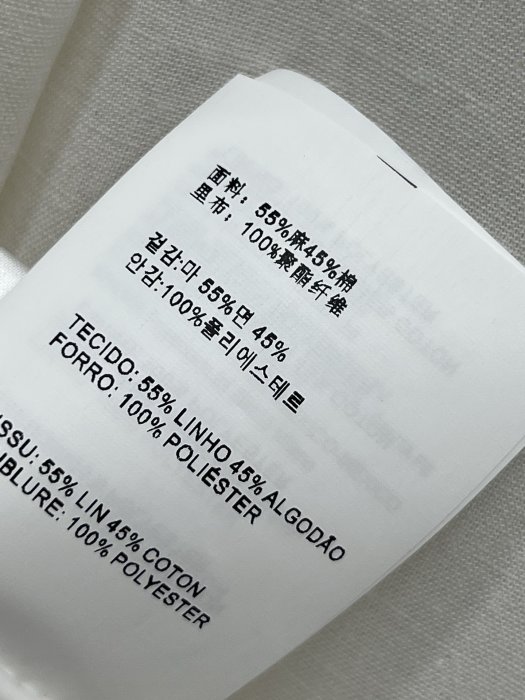 面料：55%麻45%棉
里布：100%聚酯纤维
겉감:마 55%면 45%
안감:100%폴리에스테르
TECIDO: 55% LINHO 45% ALGODÃO
FORRO: 100% POLIÉSTER
ISSU: 55% LIN 45% COTON
UBLURE: 100% POLYESTER